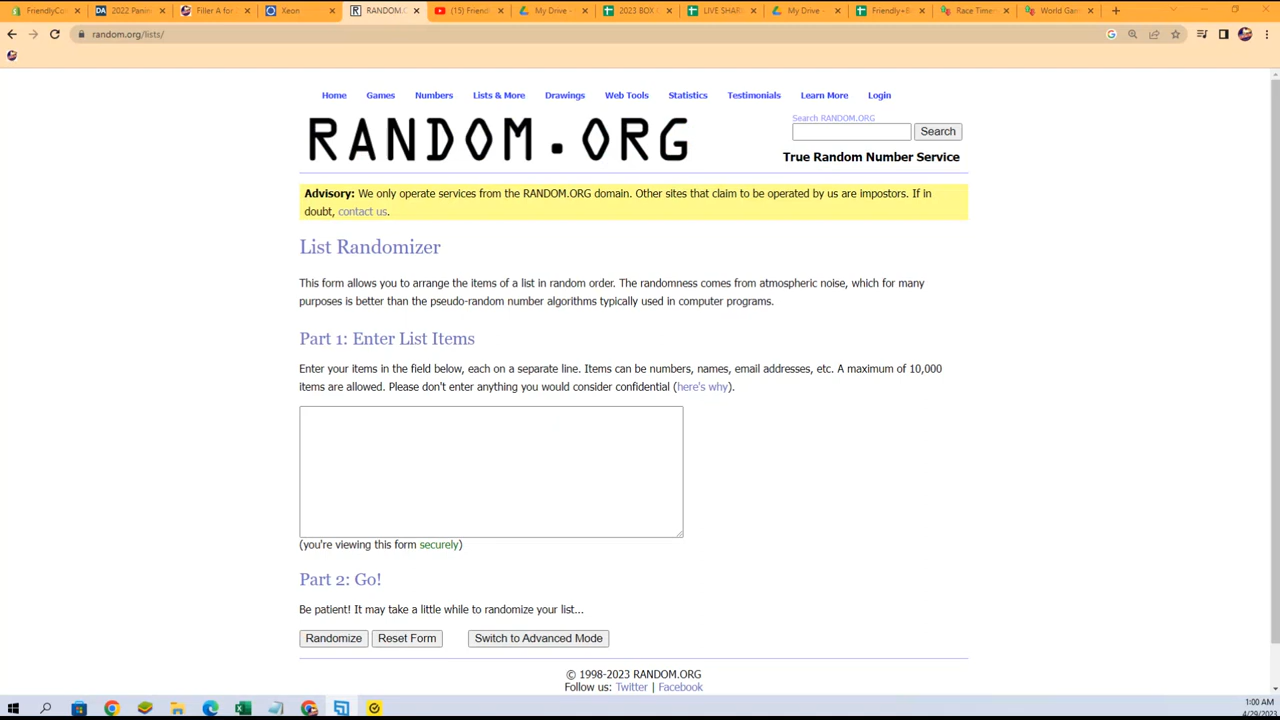 FriendlyCo
2022 Panin
Filler A for
Xeon
RANDOM.O
(15) Friend
My Drive -
2023 BOX
LIVE SHAR
My Drive -
Friendly+B
Race Time
World Gam
random.org/lists/
Home Games Numbers Lists & More Drawings Web Tools Statistics Testimonials Learn More Login
RANDOM.ORG
Search RANDOM.ORG
Search
True Random Number Service
Advisory: We only operate services from the RANDOM.ORG domain. Other sites that claim to be operated by us are impostors. If in
doubt, contact us.
List Randomizer
This form allows you to arrange the items of a list in random order. The randomness comes from atmospheric noise, which for many
purposes is better than the pseudo-random number algorithms typically used in computer programs.
Part 1: Enter List Items
Enter your items in the field below, each on a separate line. Items can be numbers, names, email addresses, etc. A maximum of 10,000
items are allowed. Please don't enter anything you would consider confidential (here's why).
(you're viewing this form securely)
Part 2: Go!
Be patient! It may take a little while to randomize your list...
Randomize Reset Form Switch to Advanced Mode
© 1998-2023 RANDOM.ORG
Follow us: Twitter | Facebook
1:00 AM
4/29/2023